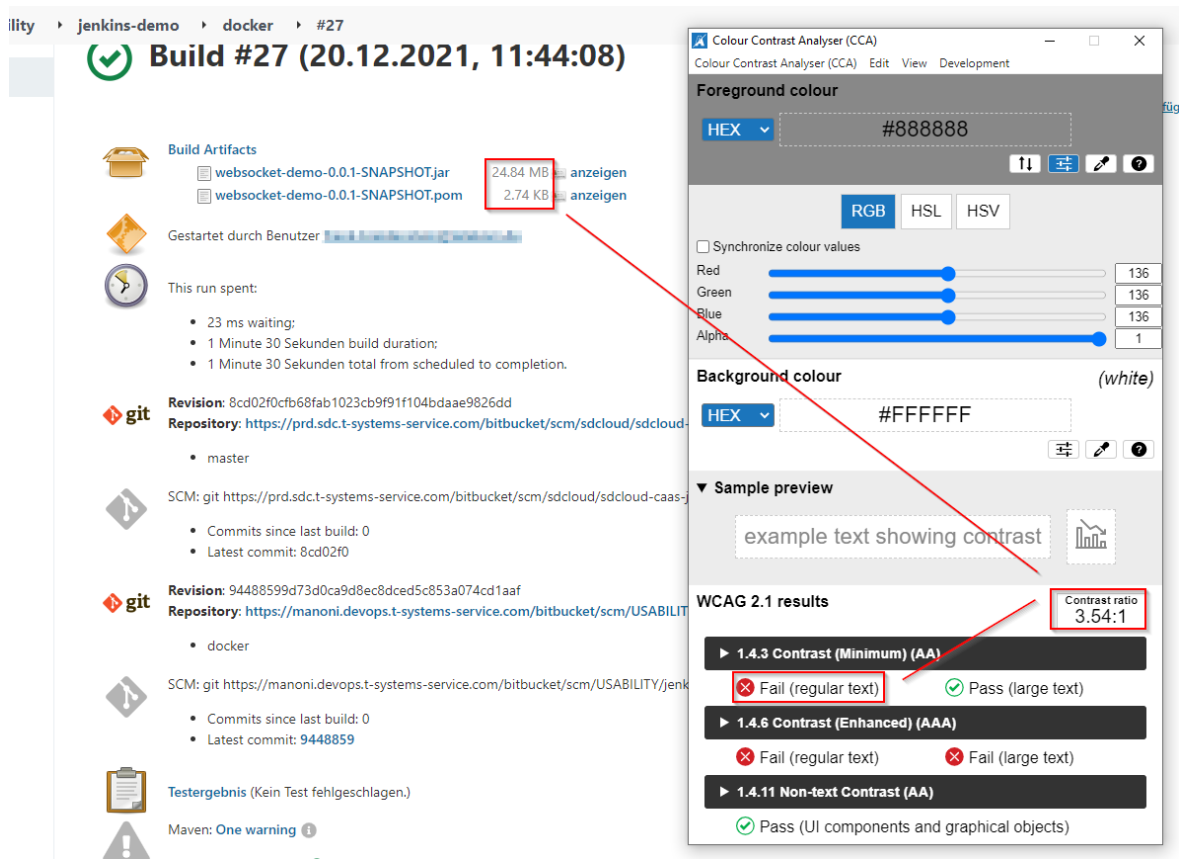 ility › jenkins-demo › docker › #27
Build #27 (20.12.2021, 11:44:08)
Build Artifacts
websocket-demo-0.0.1-SNAPSHOT.jar 24.84 MB anzeigen
websocket-demo-0.0.1-SNAPSHOT.pom 2.74 KB anzeigen
Gestartet durch Benutzer
This run spent:
• 23 ms waiting;
• 1 Minute 30 Sekunden build duration;
• 1 Minute 30 Sekunden total from scheduled to completion.
git
Revision: 8cd02f0cfb68fab1023cb9f91f104bdaae9826dd
Repository: https://prd.sdc.t-systems-service.com/bitbucket/scm/sdcloud/sdcloud-
• master
SCM: git https://prd.sdc.t-systems-service.com/bitbucket/scm/sdcloud/sdcloud-caas-j
• Commits since last build: 0
• Latest commit: 8cd02f0
git
Revision: 94488599d73d0ca9d8ec8dced5c853a074cd1aaf
Repository: https://manoni.devops.t-systems-service.com/bitbucket/scm/USABILIT
• docker
SCM: git https://manoni.devops.t-systems-service.com/bitbucket/scm/USABILITY/jenk
• Commits since last build: 0
• Latest commit: 9448859
Testergebnis (Kein Test fehlgeschlagen.)
Maven: One warning
füg
Colour Contrast Analyser (CCA)
Colour Contrast Analyser (CCA) Edit View Development
Foreground colour
HEX #888888
RGB HSL HSV
Synchronize colour values
Red 136
Green 136
Blue 136
Alpha 1
Background colour (white)
HEX #FFFFFF
▼ Sample preview
example text showing contrast
WCAG 2.1 results
Contrast ratio
3.54:1
▶ 1.4.3 Contrast (Minimum) (AA)
Fail (regular text) Pass (large text)
▶ 1.4.6 Contrast (Enhanced) (AAA)
Fail (regular text) Fail (large text)
▶ 1.4.11 Non-text Contrast (AA)
Pass (UI components and graphical objects)